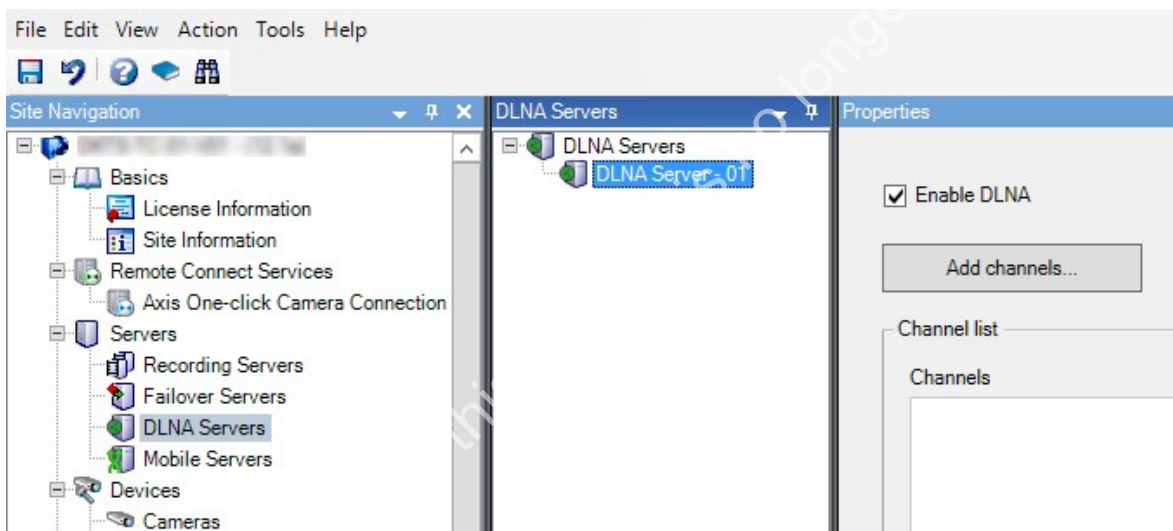 File Edit View Action Tools Help
Site Navigation
Basics
License Information
Site Information
Remote Connect Services
Axis One-click Camera Connection
Servers
Recording Servers
Failover Servers
DLNA Servers
Mobile Servers
Devices
Cameras
DLNA Servers
DLNA Servers
DLNA Server - 01
Properties
Enable DLNA
Add channels...
Channel list
Channels